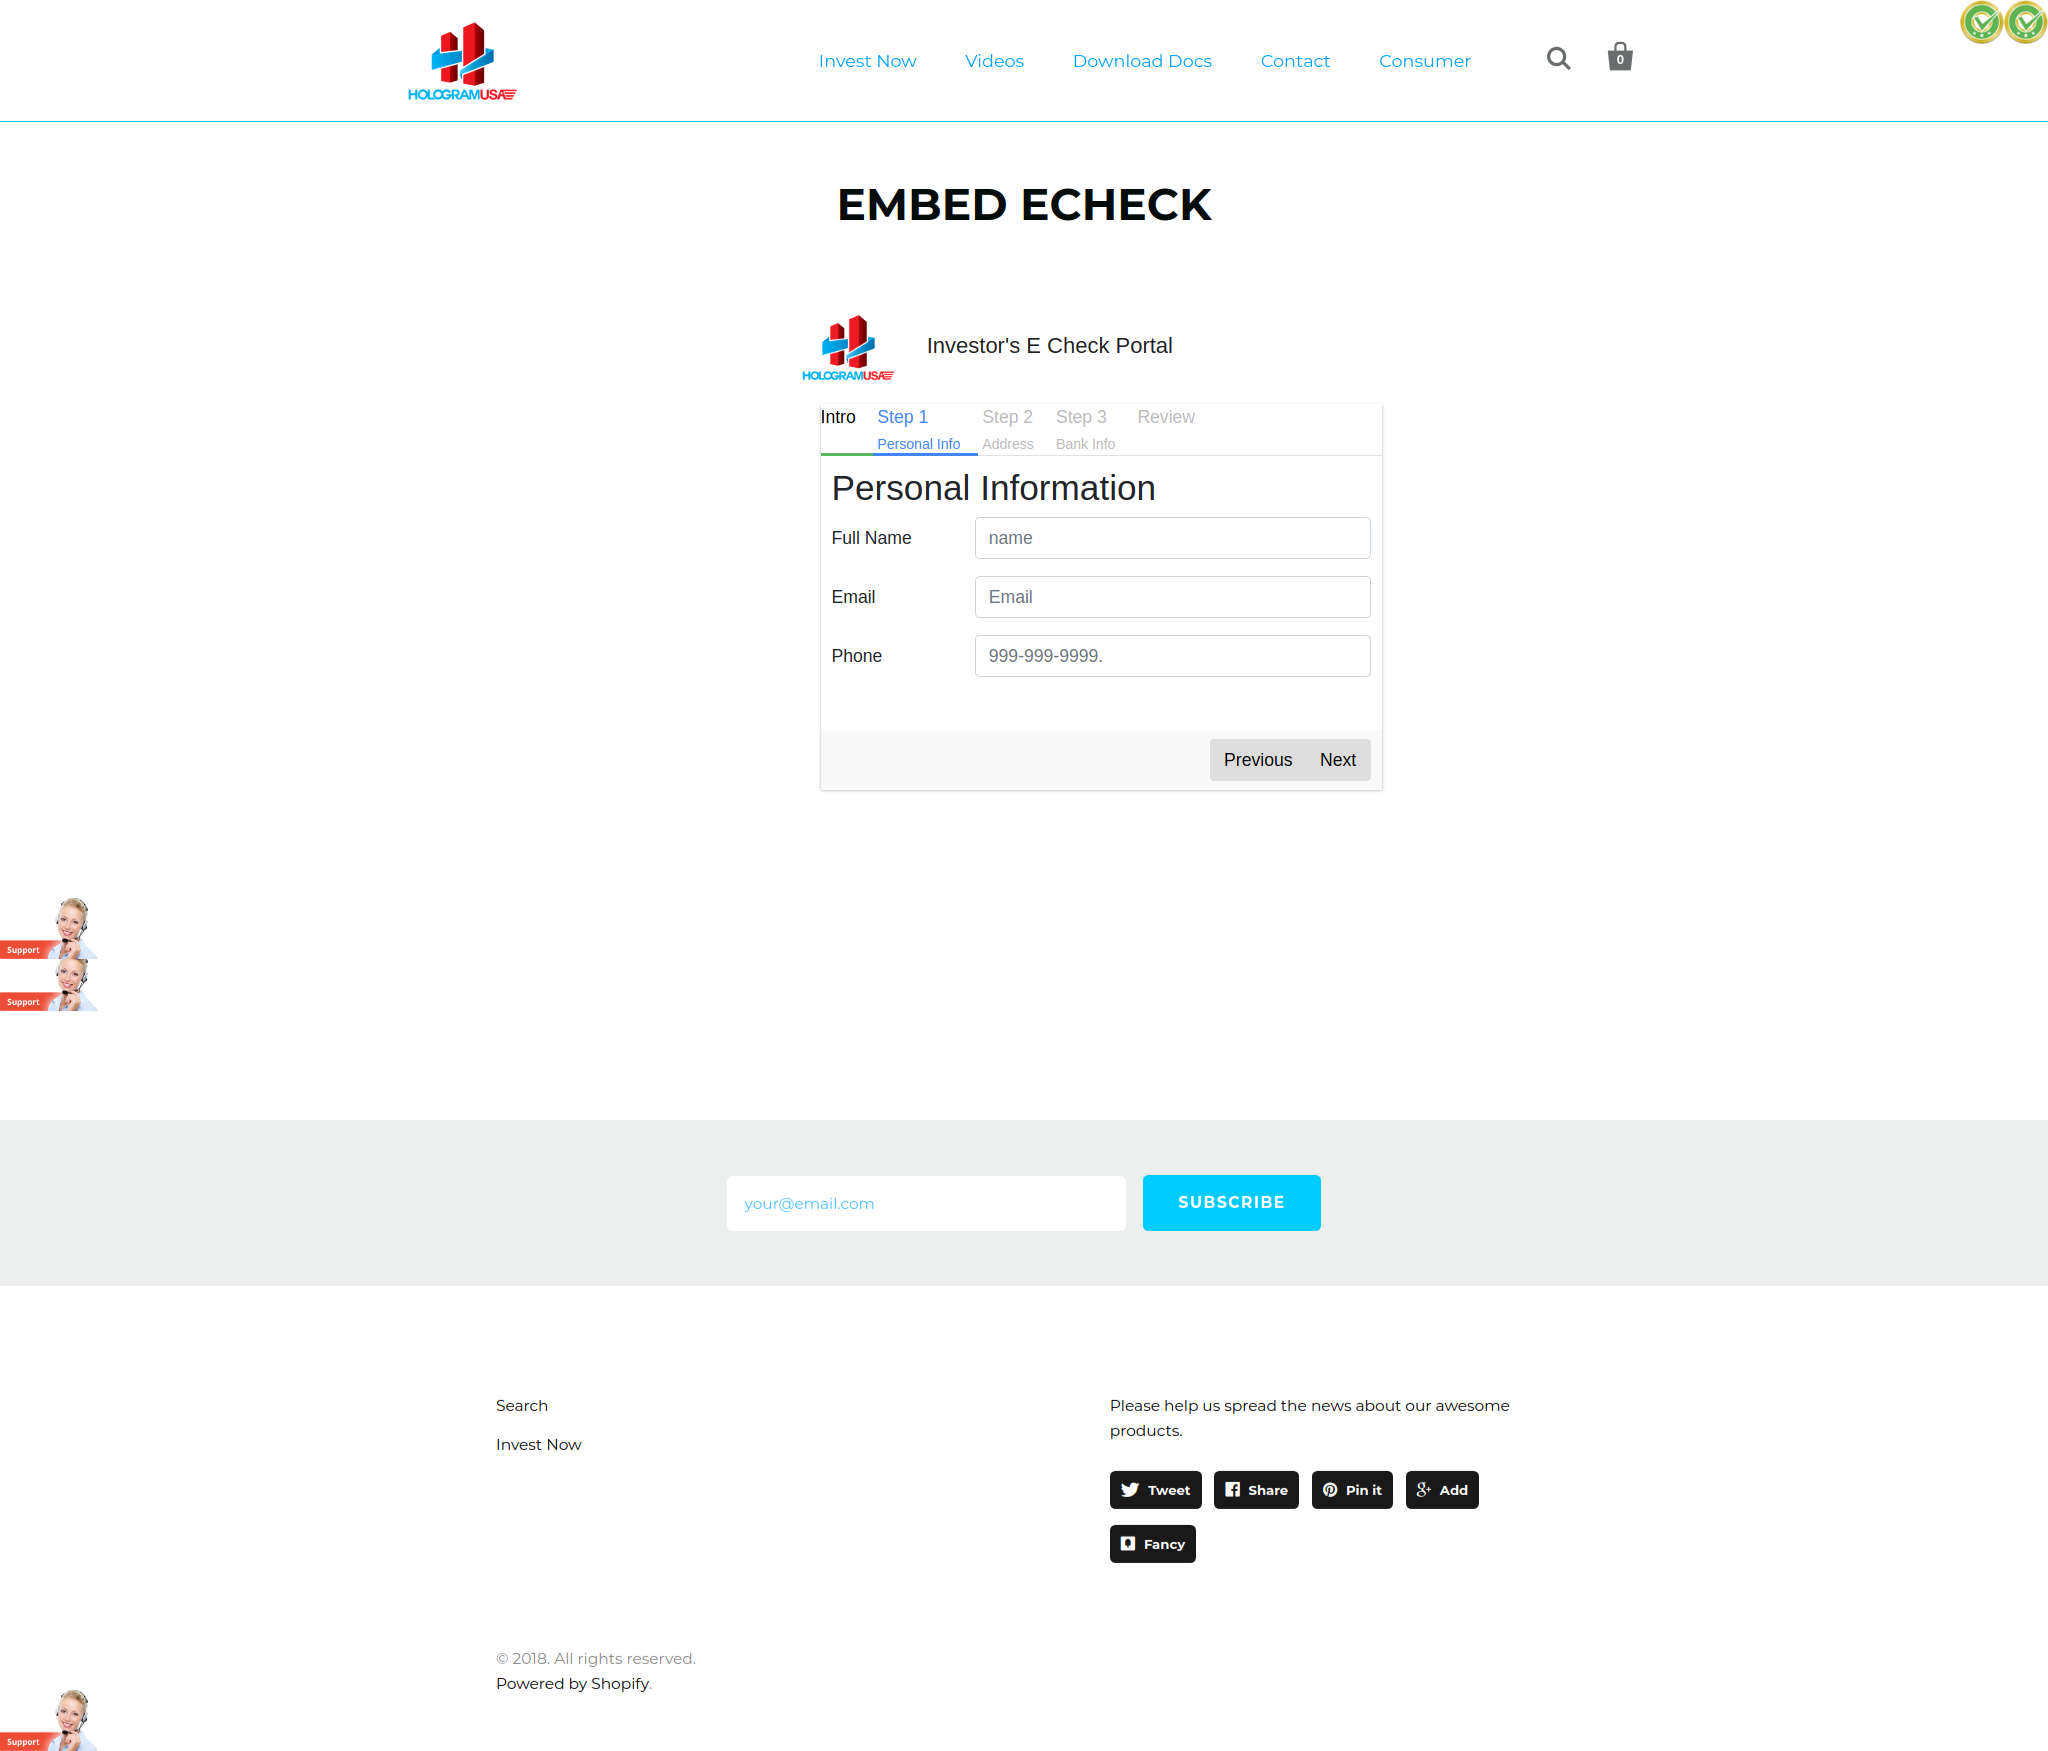 HOLOGRAMUSA
Invest Now
Videos
Download Docs
Contact
Consumer
0
EMBED ECHECK
HOLOGRAMUSA
Investor's E Check Portal
Intro
Step 1
Personal Info
Step 2
Address
Step 3
Bank Info
Review
Personal Information
Full Name
name
Email
Email
Phone
999-999-9999.
Previous
Next
Support
Support
your@email.com
SUBSCRIBE
Search
Invest Now
Please help us spread the news about our awesome
products.
Tweet
Share
Pin it
Add
Fancy
© 2018. All rights reserved.
Powered by Shopify.
Support